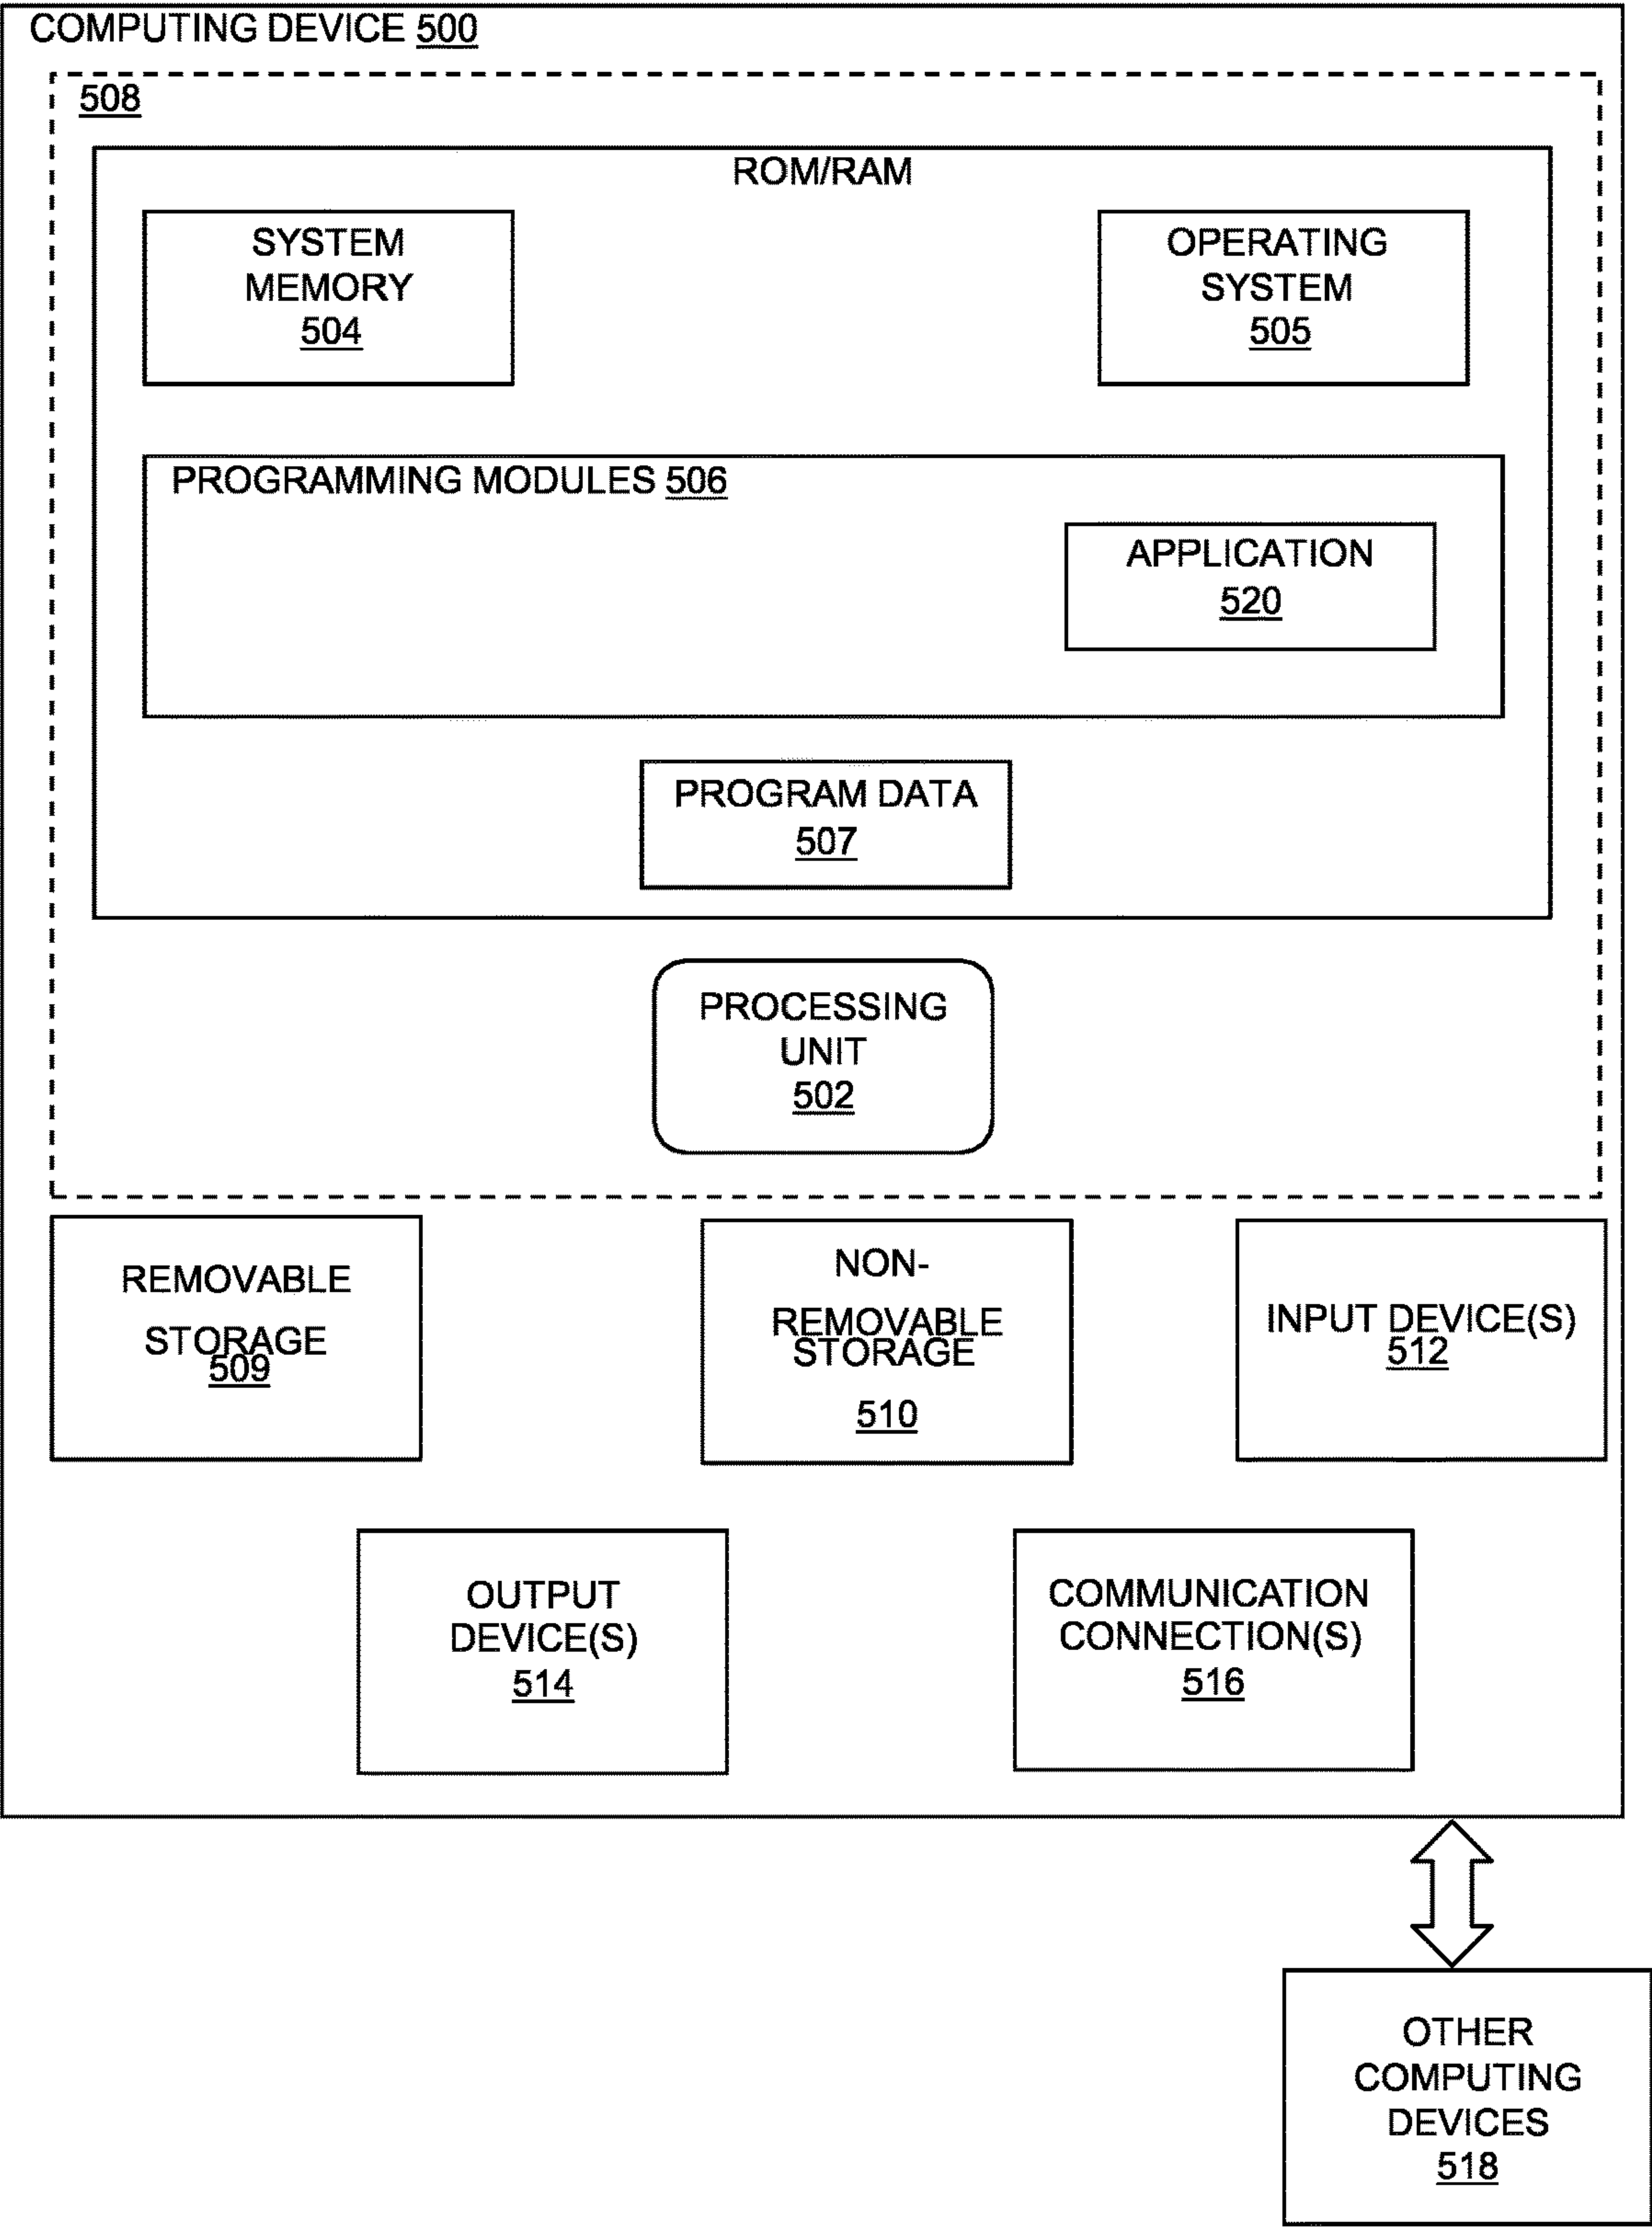 COMPUTING DEVICE 500
508
ROM/RAM
SYSTEM
MEMORY
504
OPERATING
SYSTEM
505
PROGRAMMING MODULES 506
APPLICATION
520
PROGRAM DATA
507
PROCESSING
UNIT
502
REMOVABLE
STORAGE
509
NON-
REMOVABLE
STORAGE
510
INPUT DEVICE(S)
512
OUTPUT
DEVICE(S)
514
COMMUNICATION
CONNECTION(S)
516
OTHER
COMPUTING
DEVICES
518